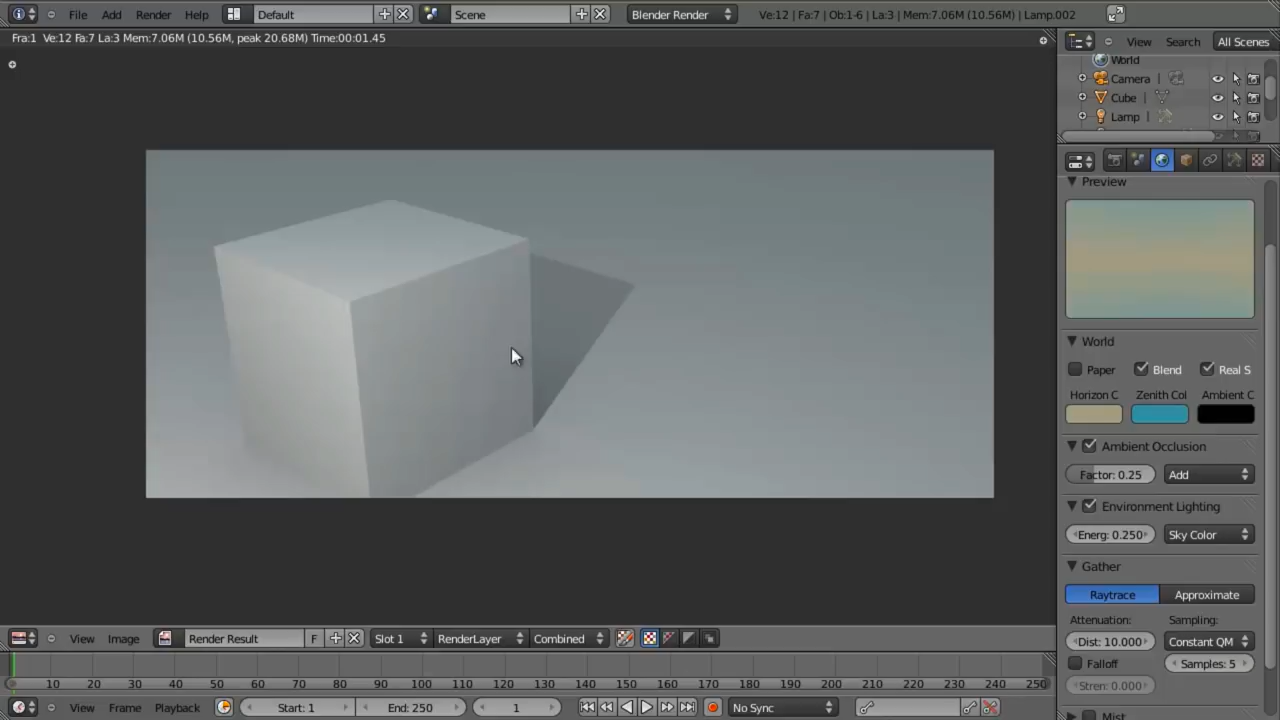 File Add Render Help Default Scene Blender Render Ve:12 | Fa:7 | Ob:1-6 | La:3 | Mem:7.06M (10.56M) | Lamp.002
Fra:1 Ve:12 Fa:7 La:3 Mem:7.06M (10.56M, peak 20.68M) Time:00:01.45
View Search All Scenes
World
Camera
Cube
Lamp
Preview
World
Paper Blend Real S
Horizon C Zenith Col Ambient C
Ambient Occlusion
Factor: 0.25 Add
Environment Lighting
Energ: 0.250 Sky Color
Gather
Raytrace Approximate
Attenuation: Sampling:
Dist: 10.000 Constant QM
Falloff Samples: 5
Stren: 0.000
Mist
View Image Render Result F Slot 1 RenderLayer Combined
10 20 30 40 50 60 70 80 90 100 110 120 130 140 150 160 170 180 190 200 210 220 230 240 250
View Frame Playback Start: 1 End: 250 1 No Sync